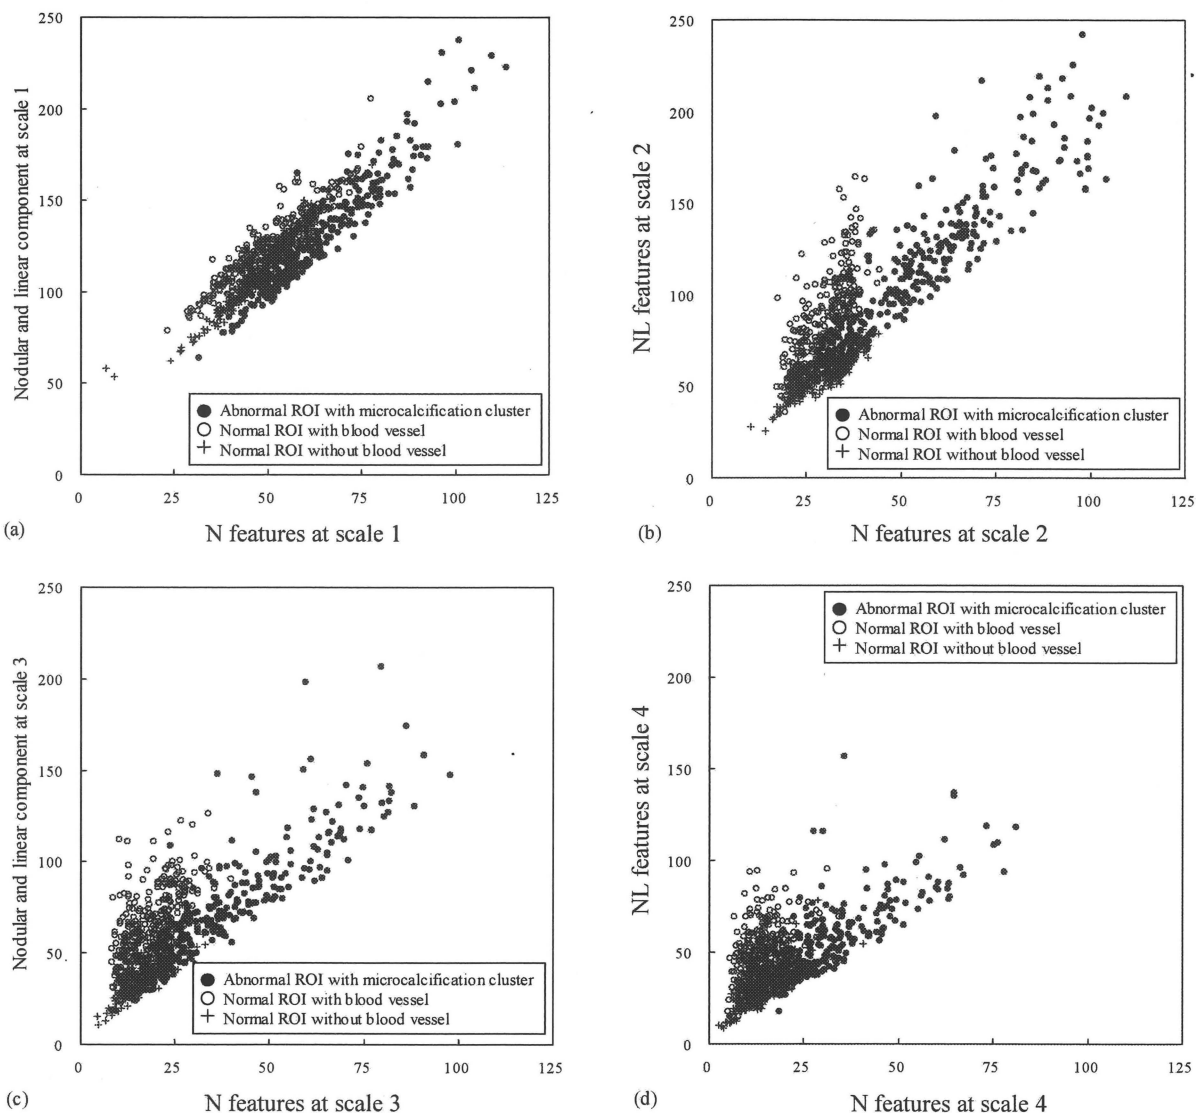 250
200
150
100
50
0
Nodular and linear component at scale 1
Abnormal ROI with microcalcification cluster
Normal ROI with blood vessel
Normal ROI without blood vessel
0 25 50 75 100 125
(a) N features at scale 1
250
200
150
100
50
0
NL features at scale 2
Abnormal ROI with microcalcification cluster
Normal ROI with blood vessel
Normal ROI without blood vessel
0 25 50 75 100 125
(b) N features at scale 2
250
200
150
100
50
0
Nodular and linear component at scale 3
Abnormal ROI with microcalcification cluster
Normal ROI with blood vessel
Normal ROI without blood vessel
0 25 50 75 100 125
(c) N features at scale 3
250
200
150
100
50
0
NL features at scale 4
Abnormal ROI with microcalcification cluster
Normal ROI with blood vessel
Normal ROI without blood vessel
0 25 50 75 100 125
(d) N features at scale 4